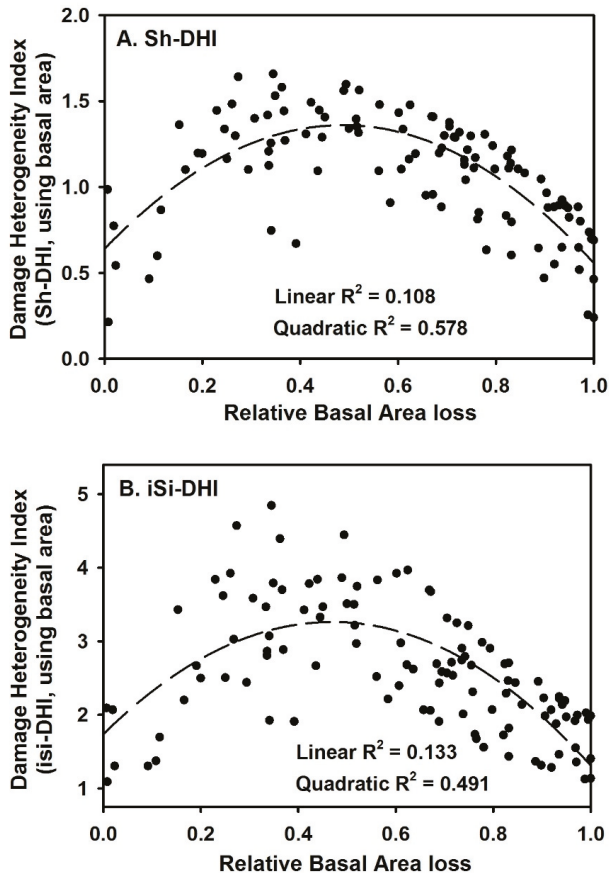 A. Sh-DHI
Damage Heterogeneity Index
(Sh-DHI, using basal area)
2.0
1.5
1.0
0.5
0.0
Linear R² = 0.108
Quadratic R² = 0.578
0.0 0.2 0.4 0.6 0.8 1.0
Relative Basal Area loss
B. iSi-DHI
Damage Heterogeneity Index
(isi-DHI, using basal area)
5
4
3
2
1
Linear R² = 0.133
Quadratic R² = 0.491
0.0 0.2 0.4 0.6 0.8 1.0
Relative Basal Area loss